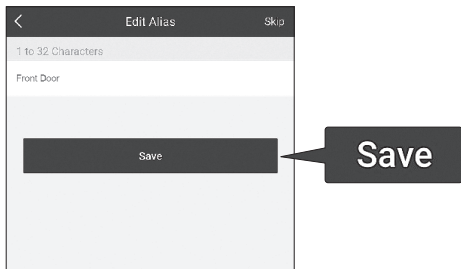 Edit Alias Skip
1 to 32 Characters
Front Door
Save
Save